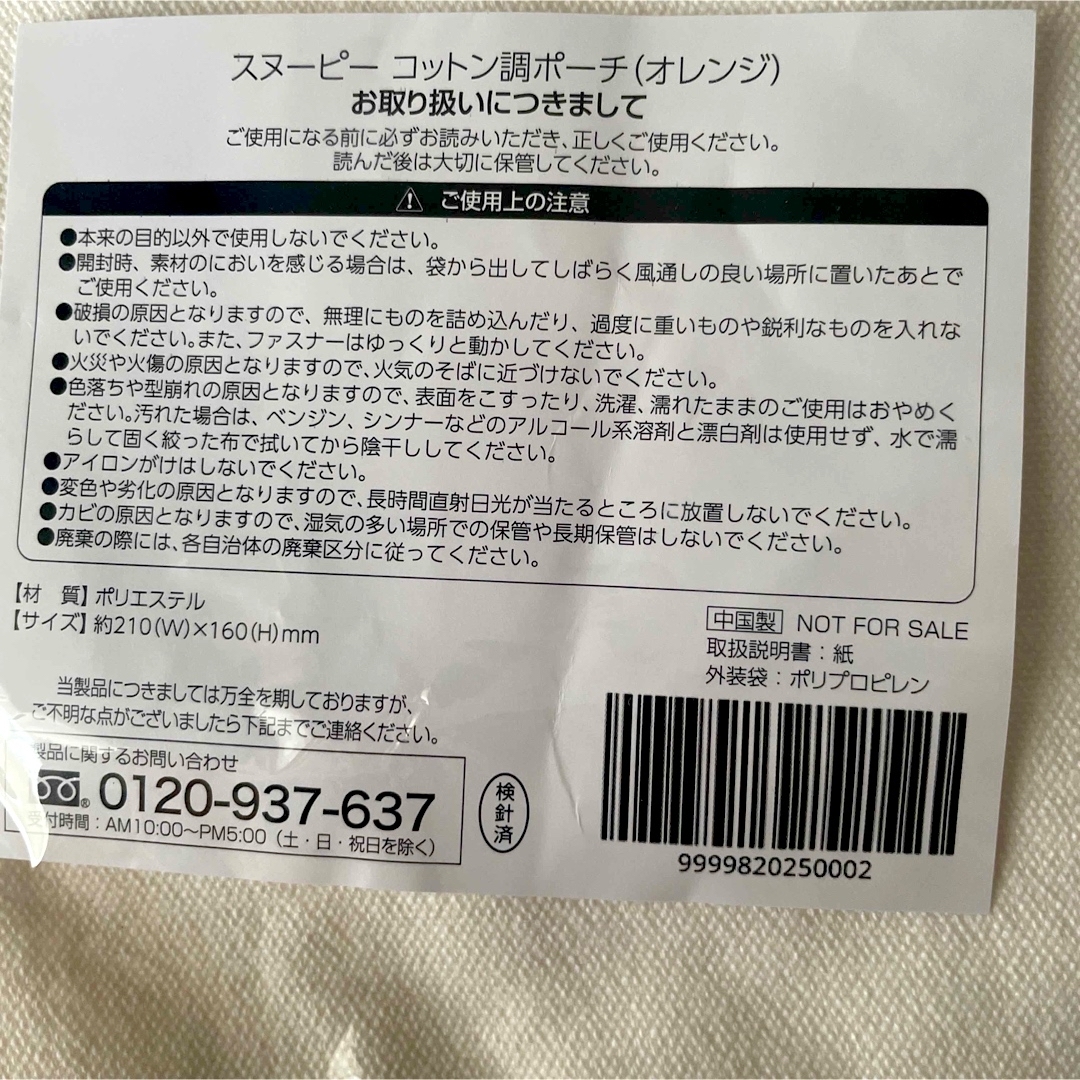 スヌーピー コットン調ポーチ(オレンジ)
お取り扱いにつきまして
ご使用になる前に必ずお読みいただき、正しくご使用ください。
読んだ後は大切に保管してください。
ご使用上の注意
●本来の目的以外で使用しないでください。
●開封時、素材のにおいを感じる場合は、袋から出してしばらく風通しの良い場所に置いたあとで
ご使用ください。
●破損の原因となりますので、無理にものを詰め込んだり、過度に重いものや鋭利なものを入れな
いでください。また、ファスナーはゆっくりと動かしてください。
●火災や火傷の原因となりますので、火気のそばに近づけないでください。
●色落ちや型崩れの原因となりますので、表面をこすったり、洗濯、濡れたままのご使用はおやめく
ださい。汚れた場合は、ベンジン、シンナーなどのアルコール系溶剤と漂白剤は使用せず、水で濡
らして固く絞った布で拭いてから陰干ししてください。
●アイロンがけはしないでください。
●変色や劣化の原因となりますので、長時間直射日光が当たるところに放置しないでください。
●カビの原因となりますので、湿気の多い場所での保管や長期保管はしないでください。
●廃棄の際には、各自治体の廃棄区分に従ってください。
【材 質】ポリエステル
【サイズ】約210(W)×160(H)mm
中国製 NOT FOR SALE
取扱説明書：紙
外装袋：ポリプロピレン
当製品につきましては万全を期しておりますが、
ご不明な点がございましたら下記までご連絡ください。
製品に関するお問い合わせ
® 0120-937-637
受付時間：AM10:00～PM5:00（土・日・祝日を除く）
検針済
9999820250002